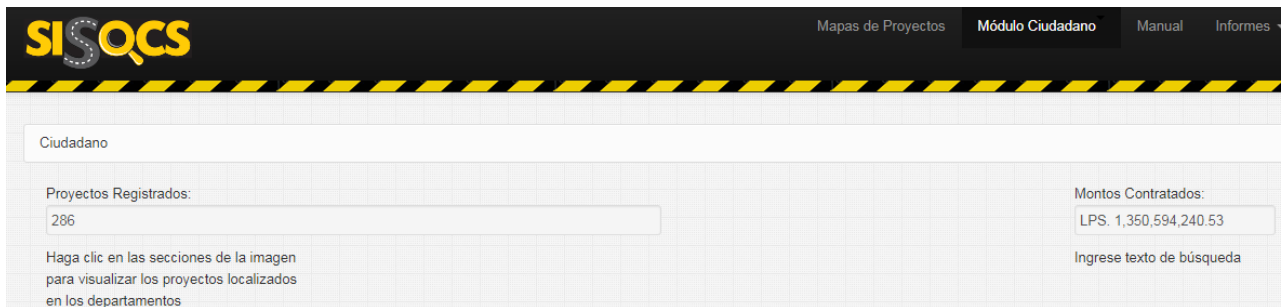 SISOCS
Mapas de Proyectos
Módulo Ciudadano
Manual
Informes
Ciudadano
Proyectos Registrados:
286
Montos Contratados:
LPS. 1,350,594,240.53
Haga clic en las secciones de la imagen
para visualizar los proyectos localizados
en los departamentos
Ingrese texto de búsqueda